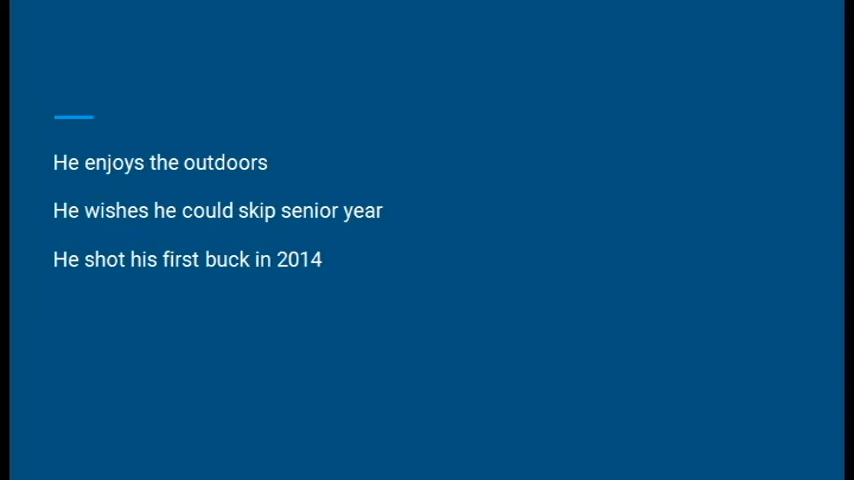 He enjoys the outdoors
He wishes he could skip senior year
He shot his first buck in 2014